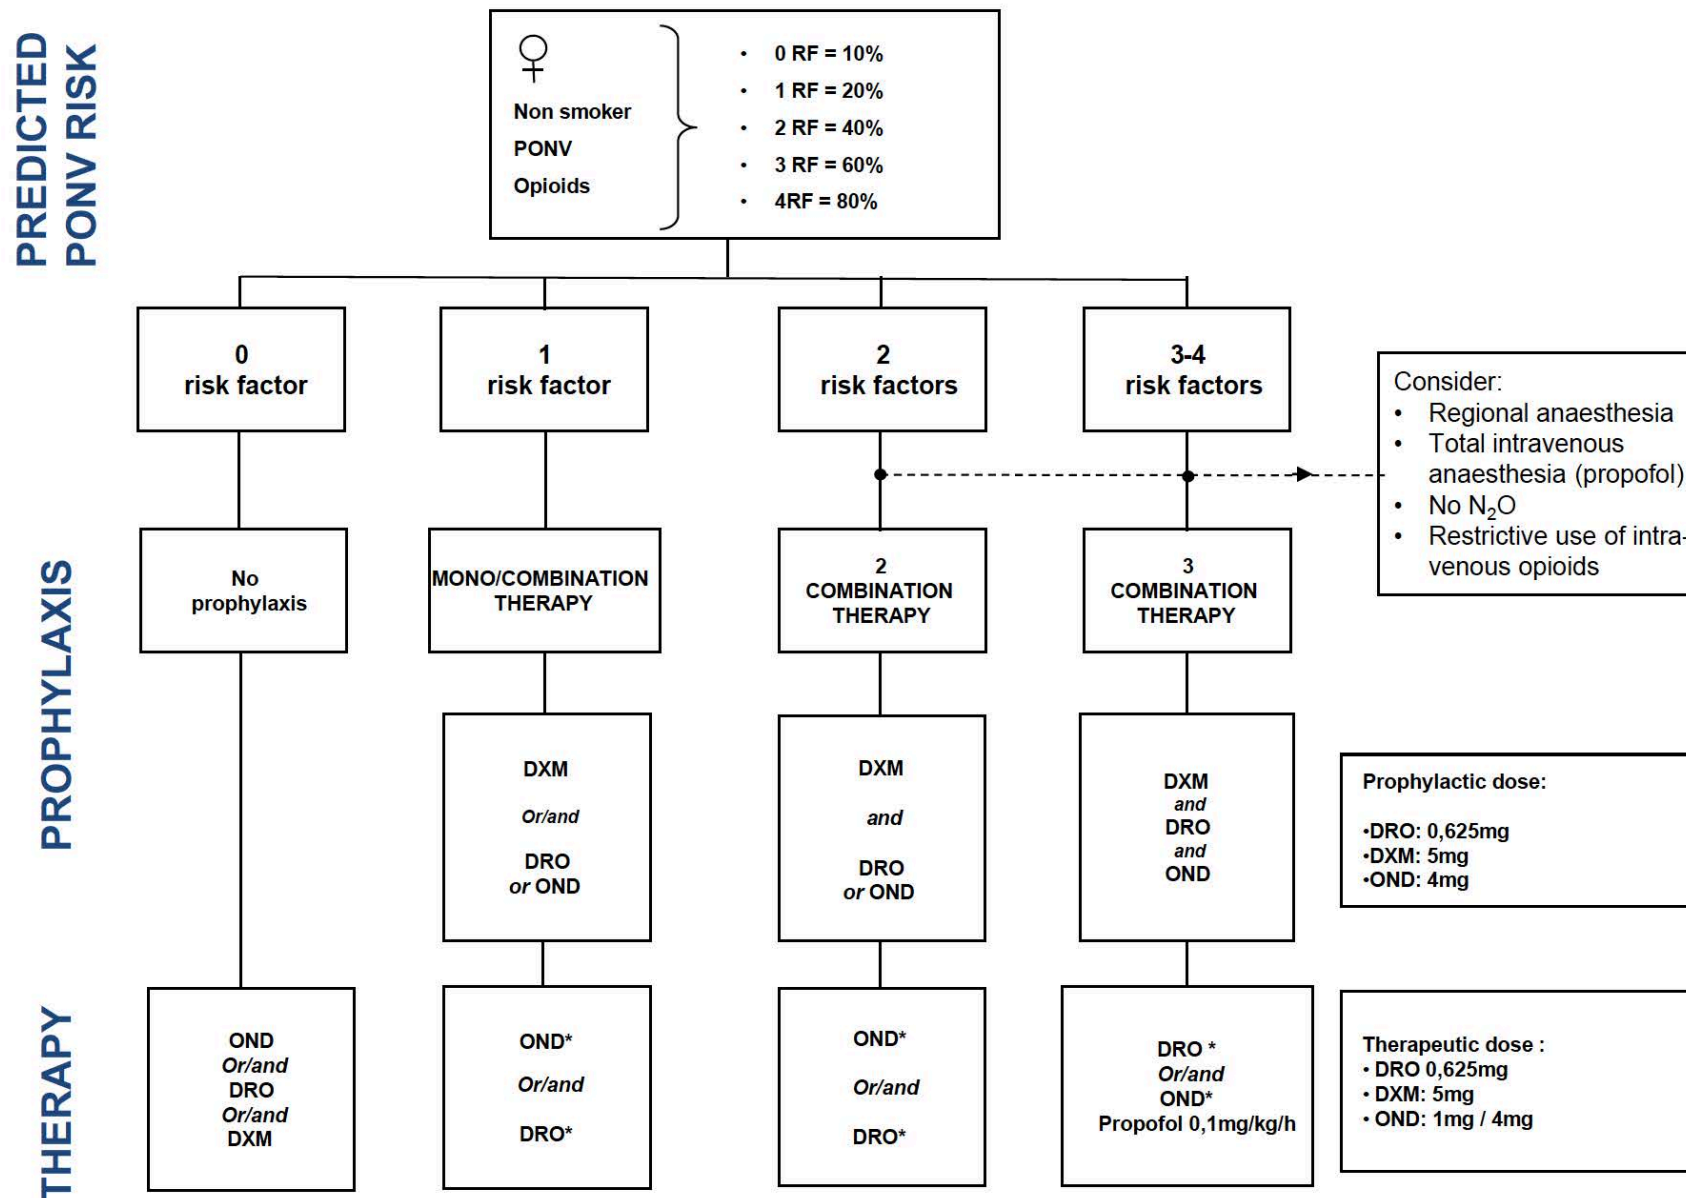 PREDICTED
PONV RISK
♀
Non smoker
PONV
Opioids
• 0 RF = 10%
• 1 RF = 20%
• 2 RF = 40%
• 3 RF = 60%
• 4RF = 80%
0
risk factor
1
risk factor
2
risk factors
3-4
risk factors
Consider:
• Regional anaesthesia
• Total intravenous
anaesthesia (propofol)
• No N₂O
• Restrictive use of intra-
venous opioids
PROPHYLAXIS
No
prophylaxis
MONO/COMBINATION
THERAPY
2
COMBINATION
THERAPY
3
COMBINATION
THERAPY
DXM
Or/and
DRO
or OND
DXM
and
DRO
or OND
DXM
and
DRO
and
OND
Prophylactic dose:
•DRO: 0,625mg
•DXM: 5mg
•OND: 4mg
THERAPY
OND
Or/and
DRO
Or/and
DXM
OND*
Or/and
DRO*
OND*
Or/and
DRO*
DRO *
Or/and
OND*
Propofol 0,1mg/kg/h
Therapeutic dose :
• DRO 0,625mg
• DXM: 5mg
• OND: 1mg / 4mg